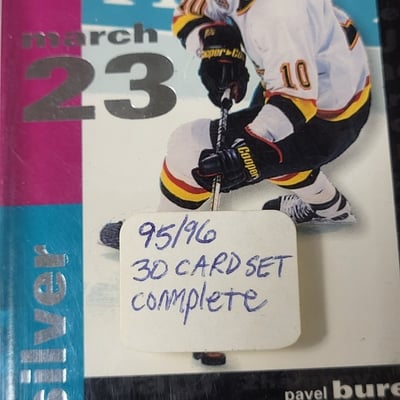 march
23
10
10
Cooper
Cooper
95/96
30 CARD SET
complete
silver
pavel bure